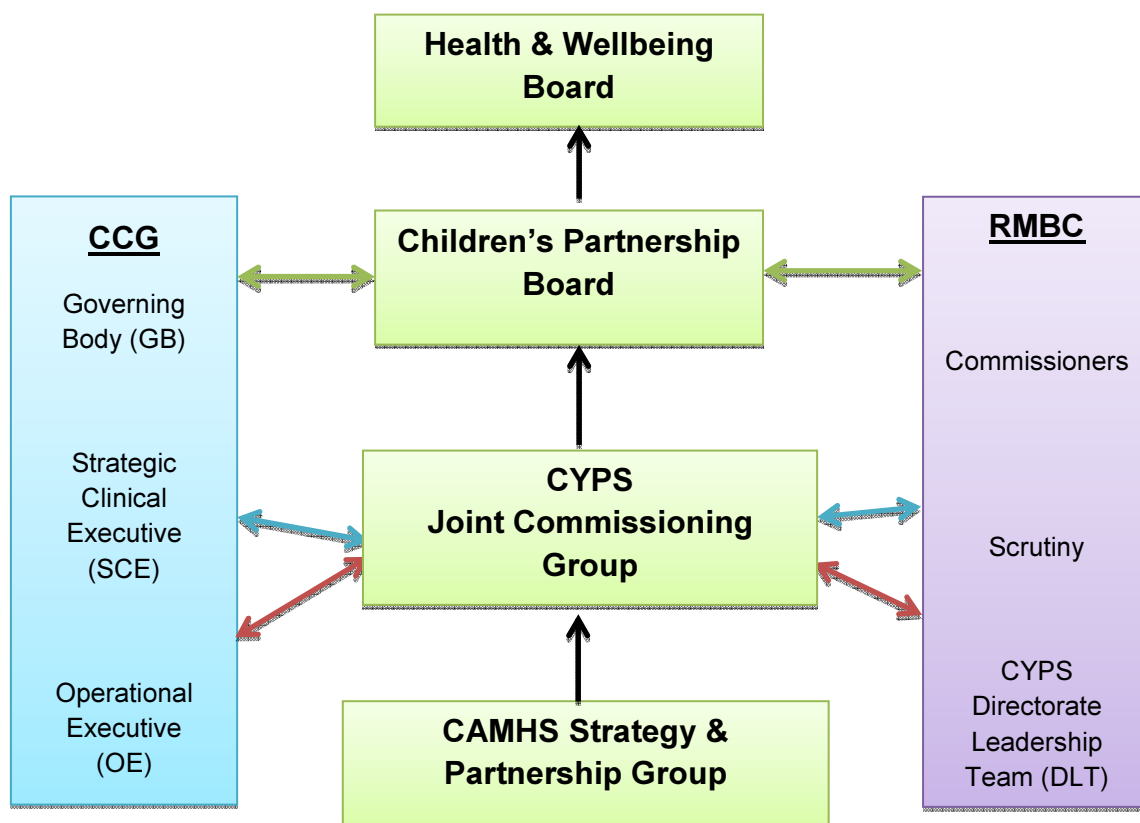 Health & Wellbeing
Board
CCG
Governing
Body (GB)
Strategic
Clinical
Executive
(SCE)
Operational
Executive
(OE)
Children’s Partnership
Board
CYPS
Joint Commissioning
Group
CAMHS Strategy &
Partnership Group
RMBC
Commissioners
Scrutiny
CYPS
Directorate
Leadership
Team (DLT)